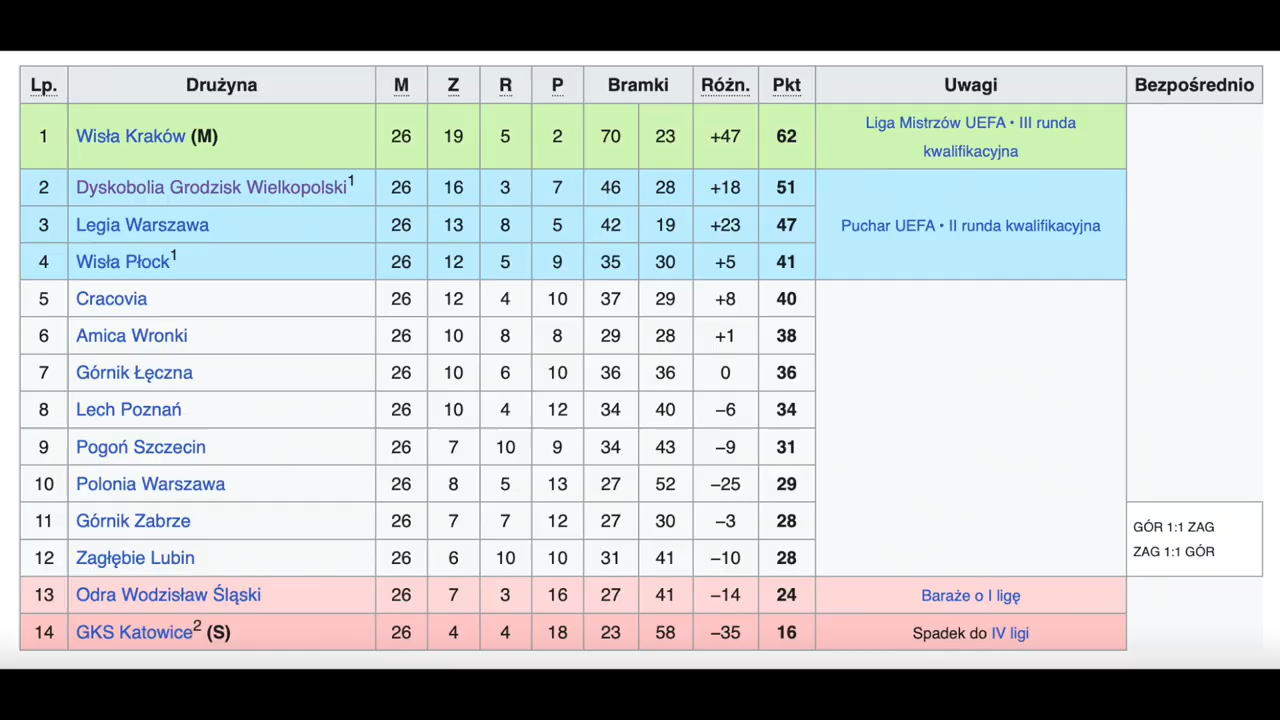 Lp. Drużyna M Z R P Bramki Różn. Pkt Uwagi Bezpośrednio
1 Wisła Kraków (M) 26 19 5 2 70 23 +47 62 Liga Mistrzów UEFA • III runda
kwalifikacyjna
2 Dyskobolia Grodzisk Wielkopolski1 26 16 3 7 46 28 +18 51
3 Legia Warszawa 26 13 8 5 42 19 +23 47 Puchar UEFA • II runda kwalifikacyjna
4 Wisła Płock1 26 12 5 9 35 30 +5 41
5 Cracovia 26 12 4 10 37 29 +8 40
6 Amica Wronki 26 10 8 8 29 28 +1 38
7 Górnik Łęczna 26 10 6 10 36 36 0 36
8 Lech Poznań 26 10 4 12 34 40 −6 34
9 Pogoń Szczecin 26 7 10 9 34 43 −9 31
10 Polonia Warszawa 26 8 5 13 27 52 −25 29
11 Górnik Zabrze 26 7 7 12 27 30 −3 28 GÓR 1:1 ZAG
12 Zagłębie Lubin 26 6 10 10 31 41 −10 28 ZAG 1:1 GÓR
13 Odra Wodzisław Śląski 26 7 3 16 27 41 −14 24 Baraże o I ligę
14 GKS Katowice2 (S) 26 4 4 18 23 58 −35 16 Spadek do IV ligi